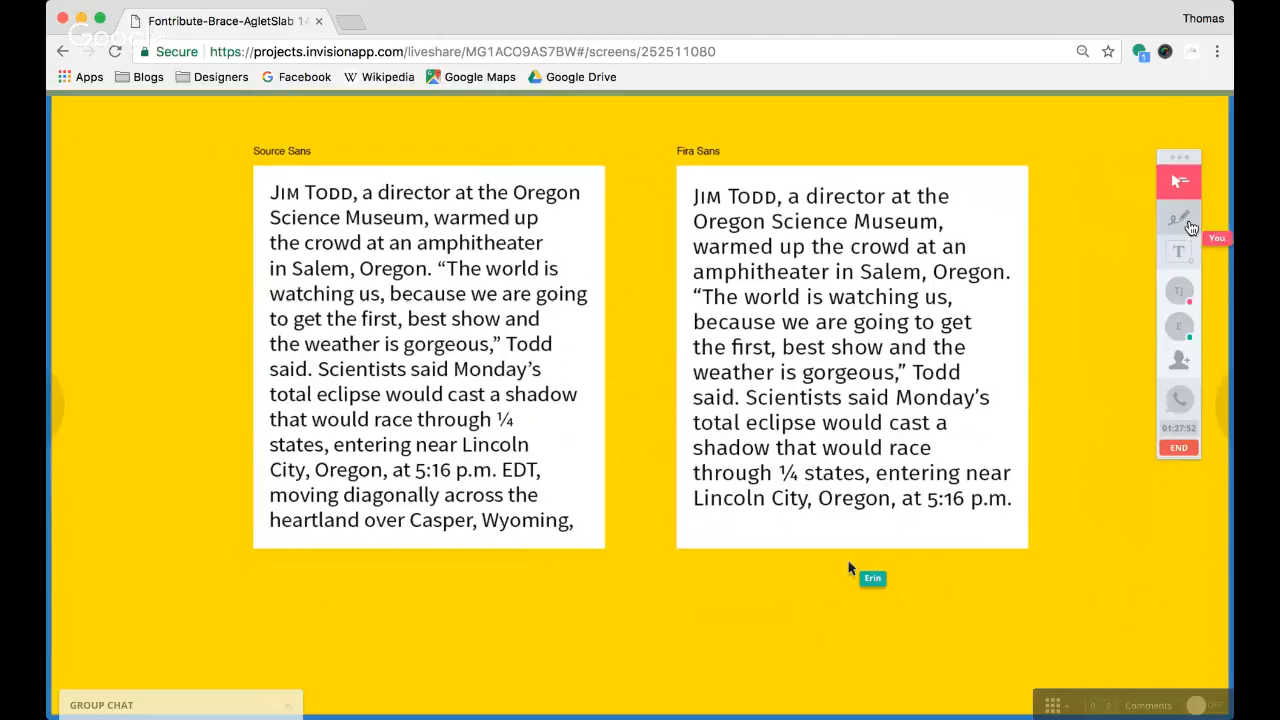 Fontribute-Brace-AgletSlab 1
Thomas
Google
Secure https://projects.invisionapp.com/liveshare/MG1ACO9AS7BW#/screens/252511080
1
Apps Blogs Designers Facebook Wikipedia Google Maps Google Drive
Source Sans
JIM TODD, a director at the Oregon
Science Museum, warmed up
the crowd at an amphitheater
in Salem, Oregon. “The world is
watching us, because we are going
to get the first, best show and
the weather is gorgeous,” Todd
said. Scientists said Monday’s
total eclipse would cast a shadow
that would race through ¼
states, entering near Lincoln
City, Oregon, at 5:16 p.m. EDT,
moving diagonally across the
heartland over Casper, Wyoming,
Fira Sans
JIM TODD, a director at the
Oregon Science Museum,
warmed up the crowd at an
amphitheater in Salem, Oregon.
“The world is watching us,
because we are going to get
the first, best show and the
weather is gorgeous,” Todd
said. Scientists said Monday’s
total eclipse would cast a
shadow that would race
through ¼ states, entering near
Lincoln City, Oregon, at 5:16 p.m.
Erin
You
T
TJ
E
01:27:52
END
GROUP CHAT
0 0 Comments OFF